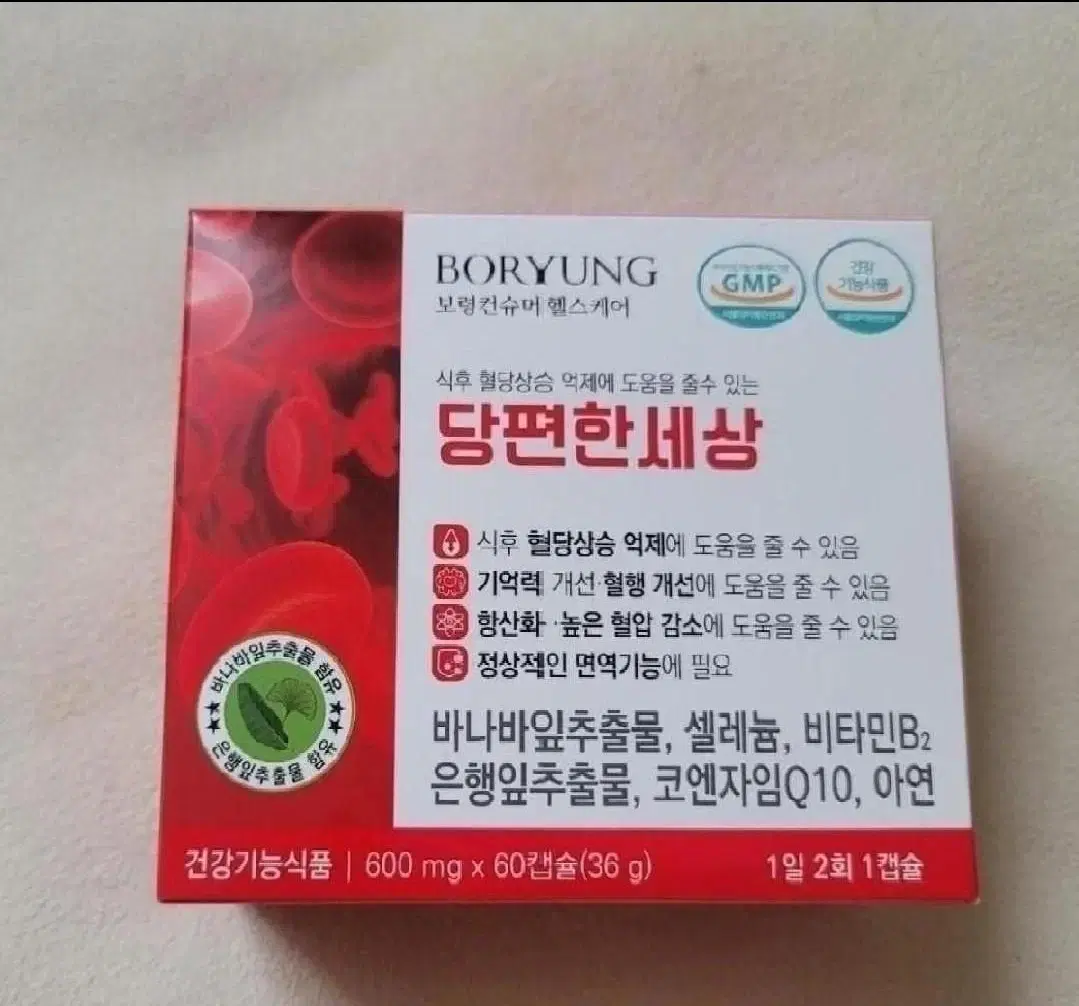 BORYUNG
보령컨슈머 헬스케어
GMP
건강
기능식품
식후 혈당상승 억제에 도움을 줄수 있는
당편한세상
식후 혈당상승 억제에 도움을 줄 수 있음
기억력 개선·혈행 개선에 도움을 줄 수 있음
항산화·높은 혈압 감소에 도움을 줄 수 있음
정상적인 면역기능에 필요
바나바잎추출물 함유
은행잎추출물 함유
바나바잎추출물, 셀레늄, 비타민B₂
은행잎추출물, 코엔자임Q10, 아연
건강기능식품 | 600 mg x 60캡슐(36 g)
1일 2회 1캡슐